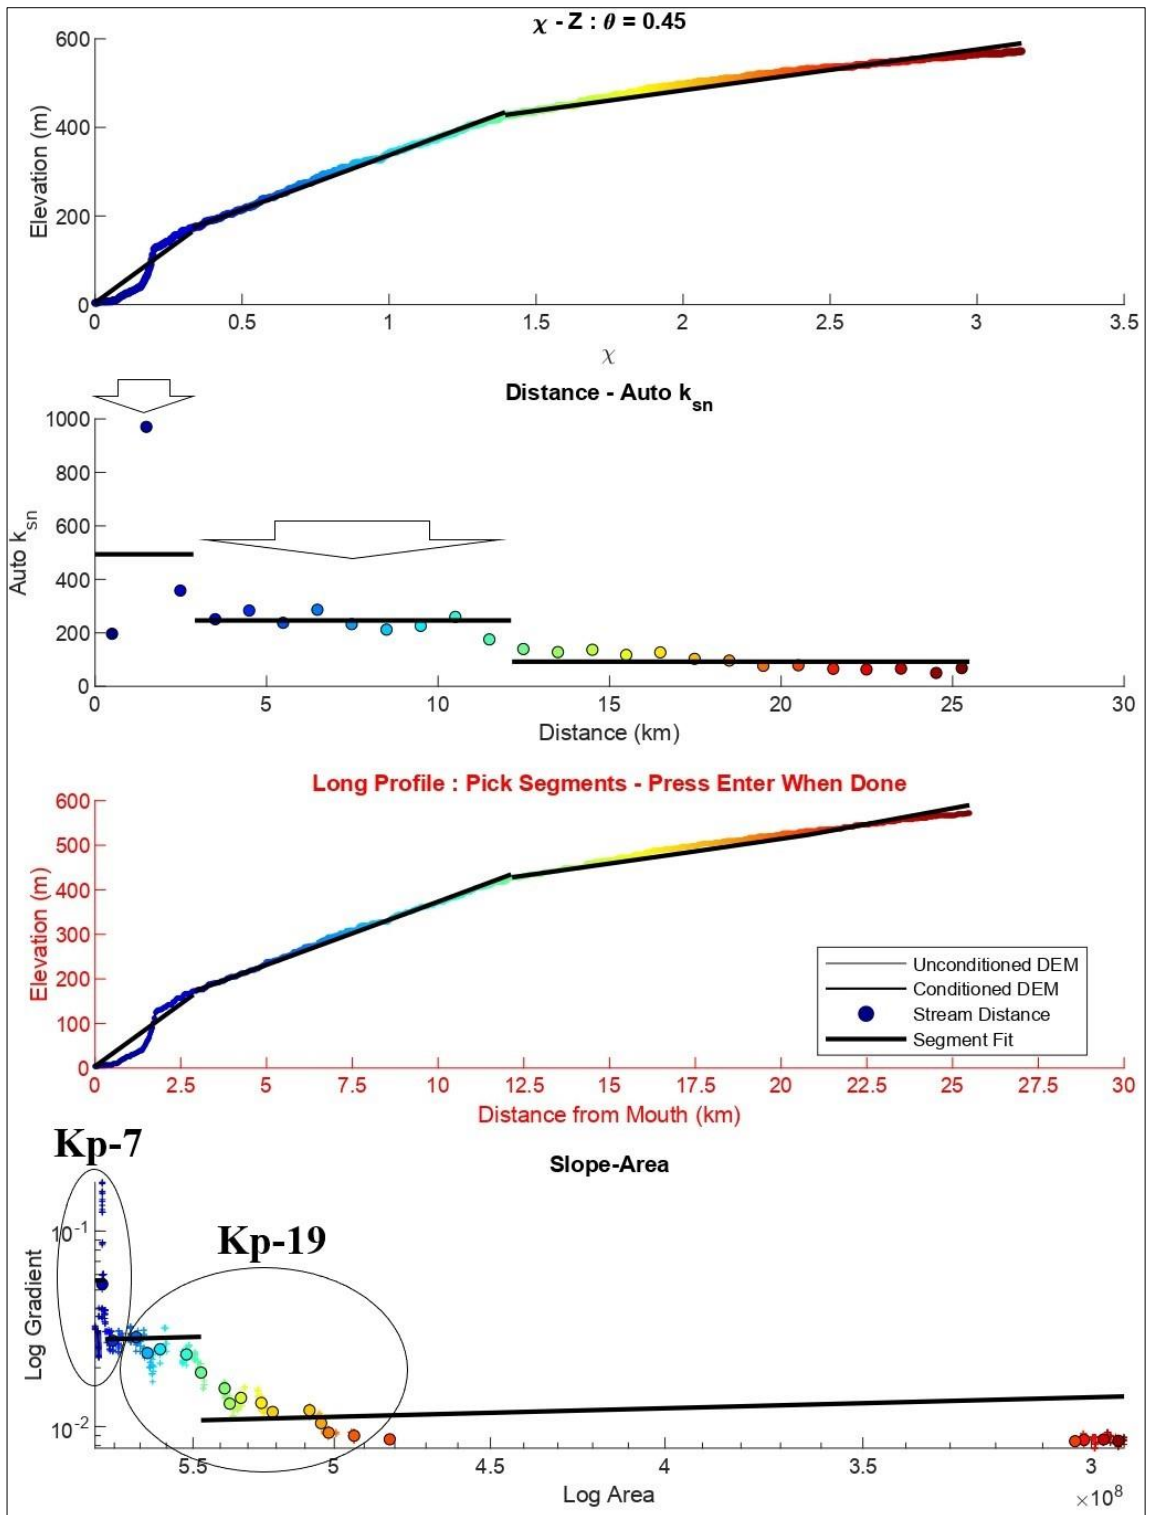 χ - Z : θ = 0.45
600
400
200
0
Elevation (m)
0 0.5 1 1.5 2 2.5 3 3.5
χ
Distance - Auto ksn
1000
800
600
400
200
0
Auto ksn
0 5 10 15 20 25 30
Distance (km)
Long Profile : Pick Segments - Press Enter When Done
600
500
400
300
200
100
0
Elevation (m)
Unconditioned DEM
Conditioned DEM
Stream Distance
Segment Fit
0 2.5 5 7.5 10 12.5 15 17.5 20 22.5 25 27.5 30
Distance from Mouth (km)
Kp-7
Slope-Area
Kp-19
10-1
10-2
Log Gradient
5.5 5 4.5 4 3.5 3
Log Area
×108